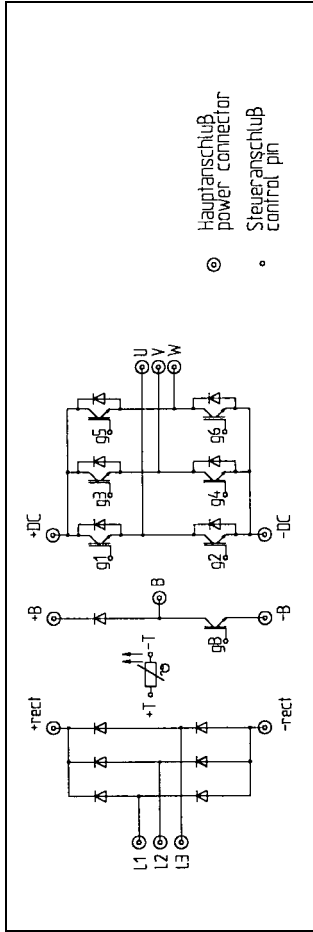 +rect
-rect
L1
L2
L3
+T
-T
+B
B
gB
-B
+DC
g1
g3
g5
g2
g4
g6
-DC
U
V
W
Hauptanschluß
power connector
Steueranschluß
control pin